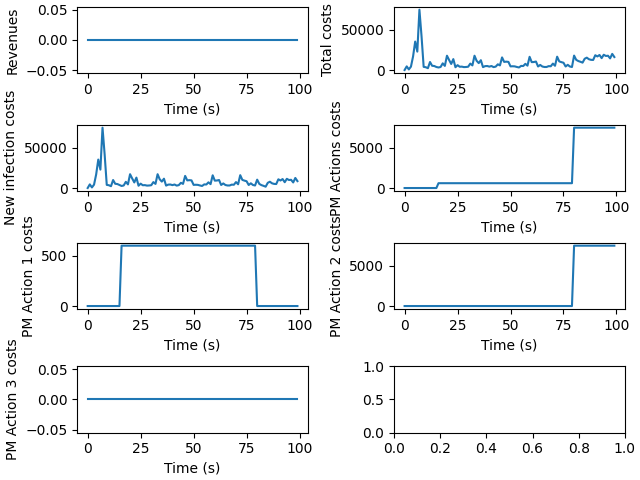 Revenues
0.05
0.00
−0.05
0 25 50 75 100
Time (s)
Total costs
50000
0
0 25 50 75 100
Time (s)
New infection costs
50000
0
0 25 50 75 100
Time (s)
PM Actions costs
5000
0
0 25 50 75 100
Time (s)
PM Action 1 costs
500
0
0 25 50 75 100
Time (s)
PM Action 2 costs
5000
0
0 25 50 75 100
Time (s)
PM Action 3 costs
0.05
0.00
−0.05
0 25 50 75 100
Time (s)
1.0
0.5
0.0
0.0 0.2 0.4 0.6 0.8 1.0